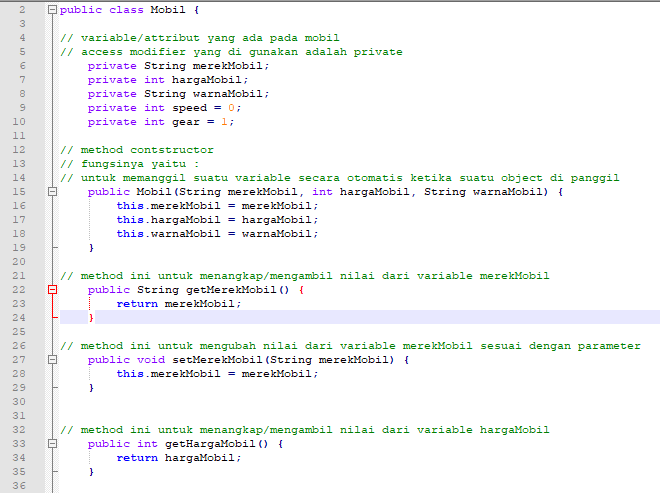 2 public class Mobil {
3
4 // variable/attribut yang ada pada mobil
5 // access modifier yang di gunakan adalah private
6 private String merekMobil;
7 private int hargaMobil;
8 private String warnaMobil;
9 private int speed = 0;
10 private int gear = 1;
11
12 // method contstructor
13 // fungsinya yaitu :
14 // untuk memanggil suatu variable secara otomatis ketika suatu object di panggil
15 public Mobil(String merekMobil, int hargaMobil, String warnaMobil) {
16 this.merekMobil = merekMobil;
17 this.hargaMobil = hargaMobil;
18 this.warnaMobil = warnaMobil;
19 }
20
21 // method ini untuk menangkap/mengambil nilai dari variable merekMobil
22 public String getMerekMobil() {
23 return merekMobil;
24 }
25
26 // method ini untuk mengubah nilai dari variable merekMobil sesuai dengan parameter
27 public void setMerekMobil(String merekMobil) {
28 this.merekMobil = merekMobil;
29 }
30
31
32 // method ini untuk menangkap/mengambil nilai dari variable hargaMobil
33 public int getHargaMobil() {
34 return hargaMobil;
35 }
36